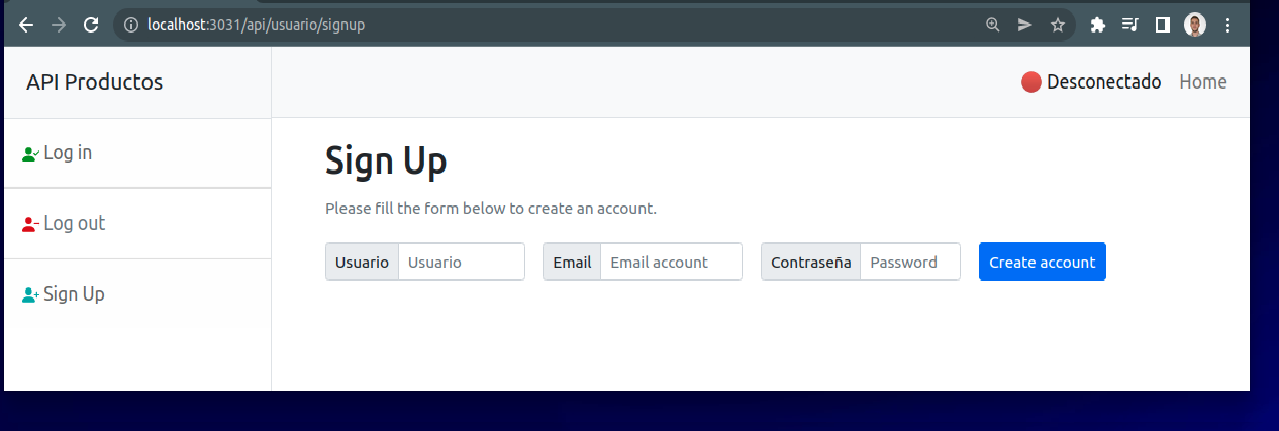 localhost:3031/api/usuario/signup
API Productos
Desconectado Home
Log in
Log out
Sign Up
Sign Up
Please fill the form below to create an account.
Usuario Usuario Email Email account Contraseña Password Create account